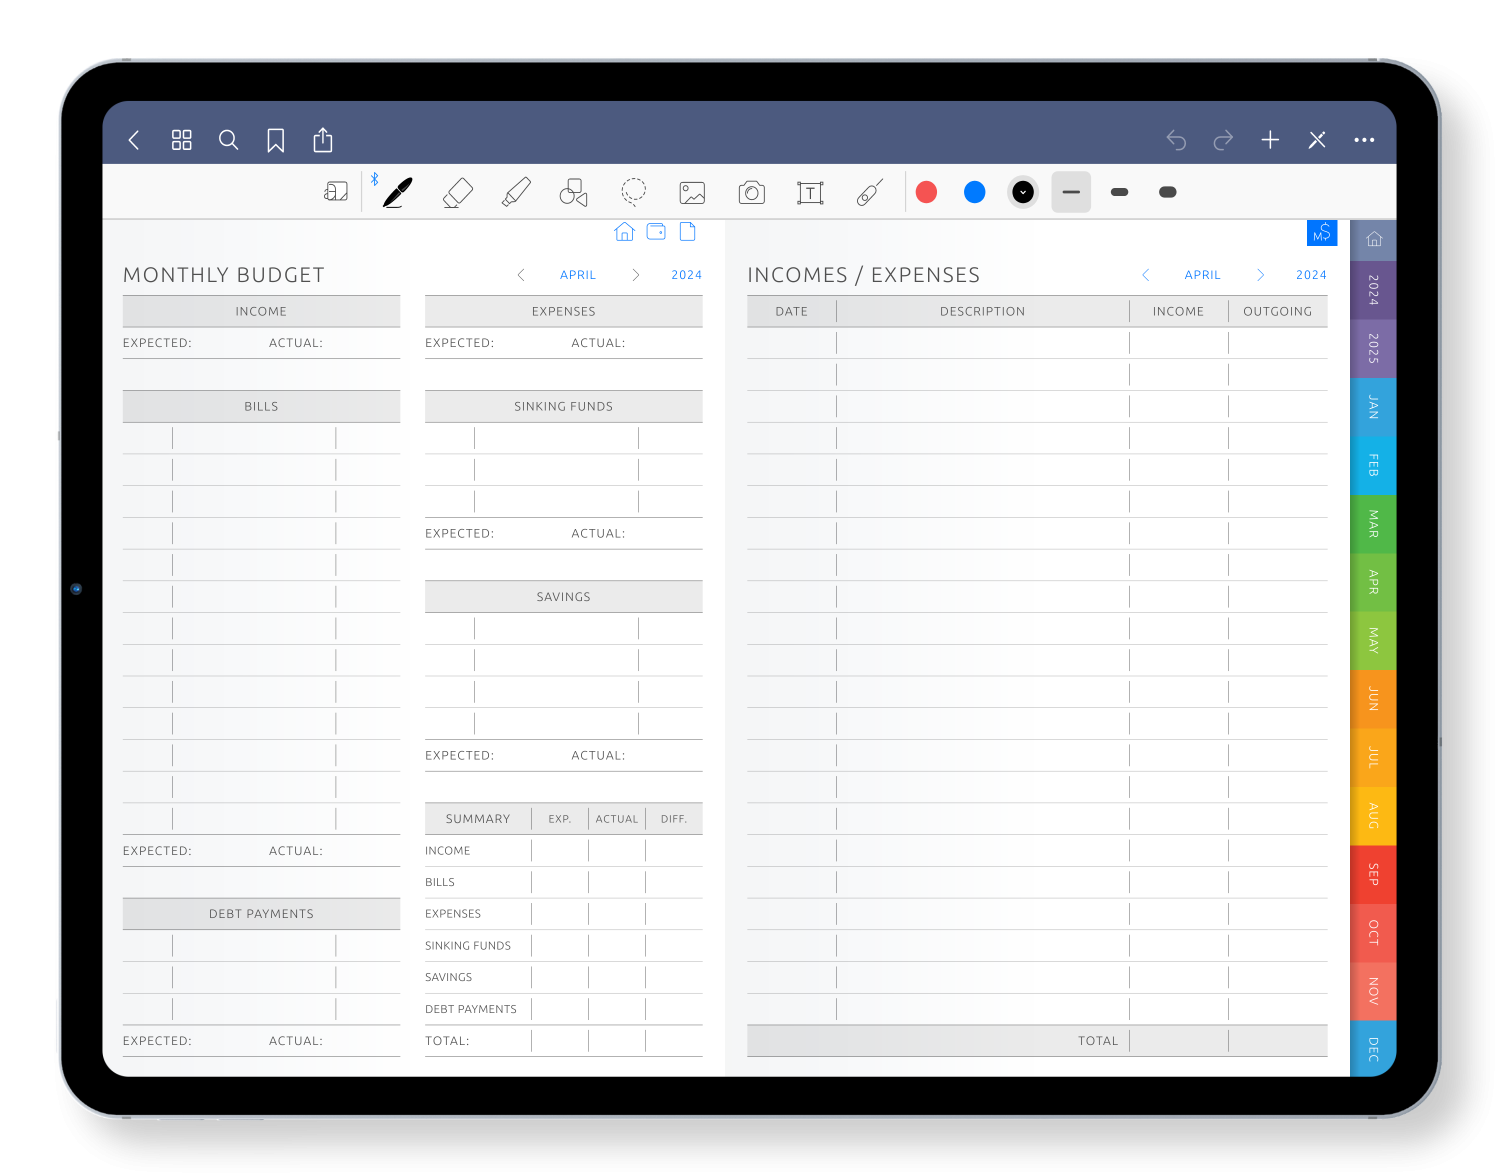 T
M$
MONTHLY BUDGET
APRIL
2024
INCOME
EXPECTED: ACTUAL:
BILLS
EXPECTED: ACTUAL:
DEBT PAYMENTS
EXPECTED: ACTUAL:
EXPENSES
EXPECTED: ACTUAL:
SINKING FUNDS
EXPECTED: ACTUAL:
SAVINGS
EXPECTED: ACTUAL:
SUMMARY EXP. ACTUAL DIFF.
INCOME
BILLS
EXPENSES
SINKING FUNDS
SAVINGS
DEBT PAYMENTS
TOTAL:
INCOMES / EXPENSES
APRIL
2024
DATE DESCRIPTION INCOME OUTGOING
TOTAL
2024
2025
JAN
FEB
MAR
APR
MAY
JUN
JUL
AUG
SEP
OCT
NOV
DEC